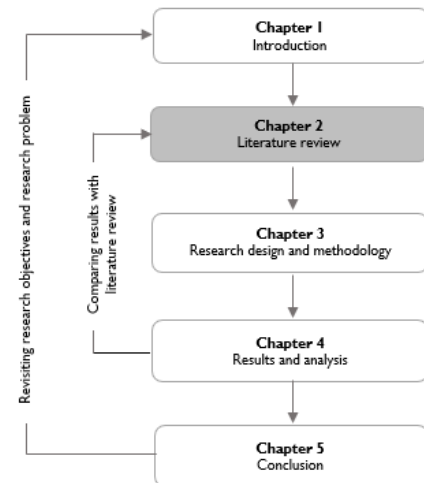 Chapter 1
Introduction
Chapter 2
Literature review
Chapter 3
Research design and methodology
Chapter 4
Results and analysis
Chapter 5
Conclusion
Revisiting research objectives and research problem
Comparing results with
literature review